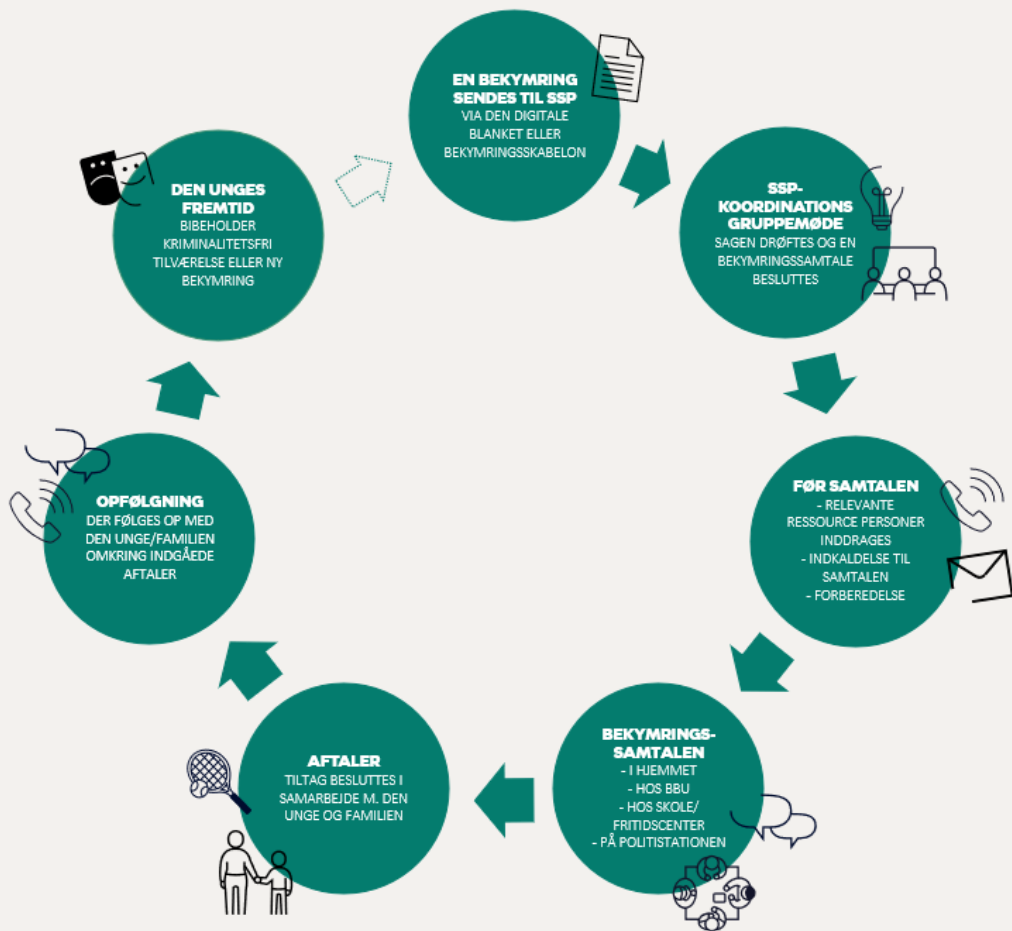 EN BEKYMRING
SENDES TIL SSP
VIA DEN DIGITALE
BLANKET ELLER
BEKYMRINGSSKABELON
SSP-
KOORDINATIONS
GRUPPEMØDE
SAGEN DRØFTES OG EN
BEKYMRINGSSAMTALE
BESLUTTES
FØR SAMTALEN
- RELEVANTE
RESSOURCE PERSONER
INDDRAGES
- INDKALDELSE TIL
SAMTALEN
- FORBEREDELSE
BEKYMRINGS-
SAMTALEN
- I HJEMMET
- HOS BBU
- HOS SKOLE/
FRITIDSCENTER
- PÅ POLITISTATIONEN
AFTALER
TILTAG BESLUTTES I
SAMARBEJDE M. DEN
UNGE OG FAMILIEN
OPFØLGNING
DER FØLGES OP MED
DEN UNGE/FAMILIEN
OMKRING INDGÅEDE
AFTALER
DEN UNGES
FREMTID
BIBEHOLDER
KRIMINALITETSFRI
TILVÆRELSE ELLER NY
BEKYMRING